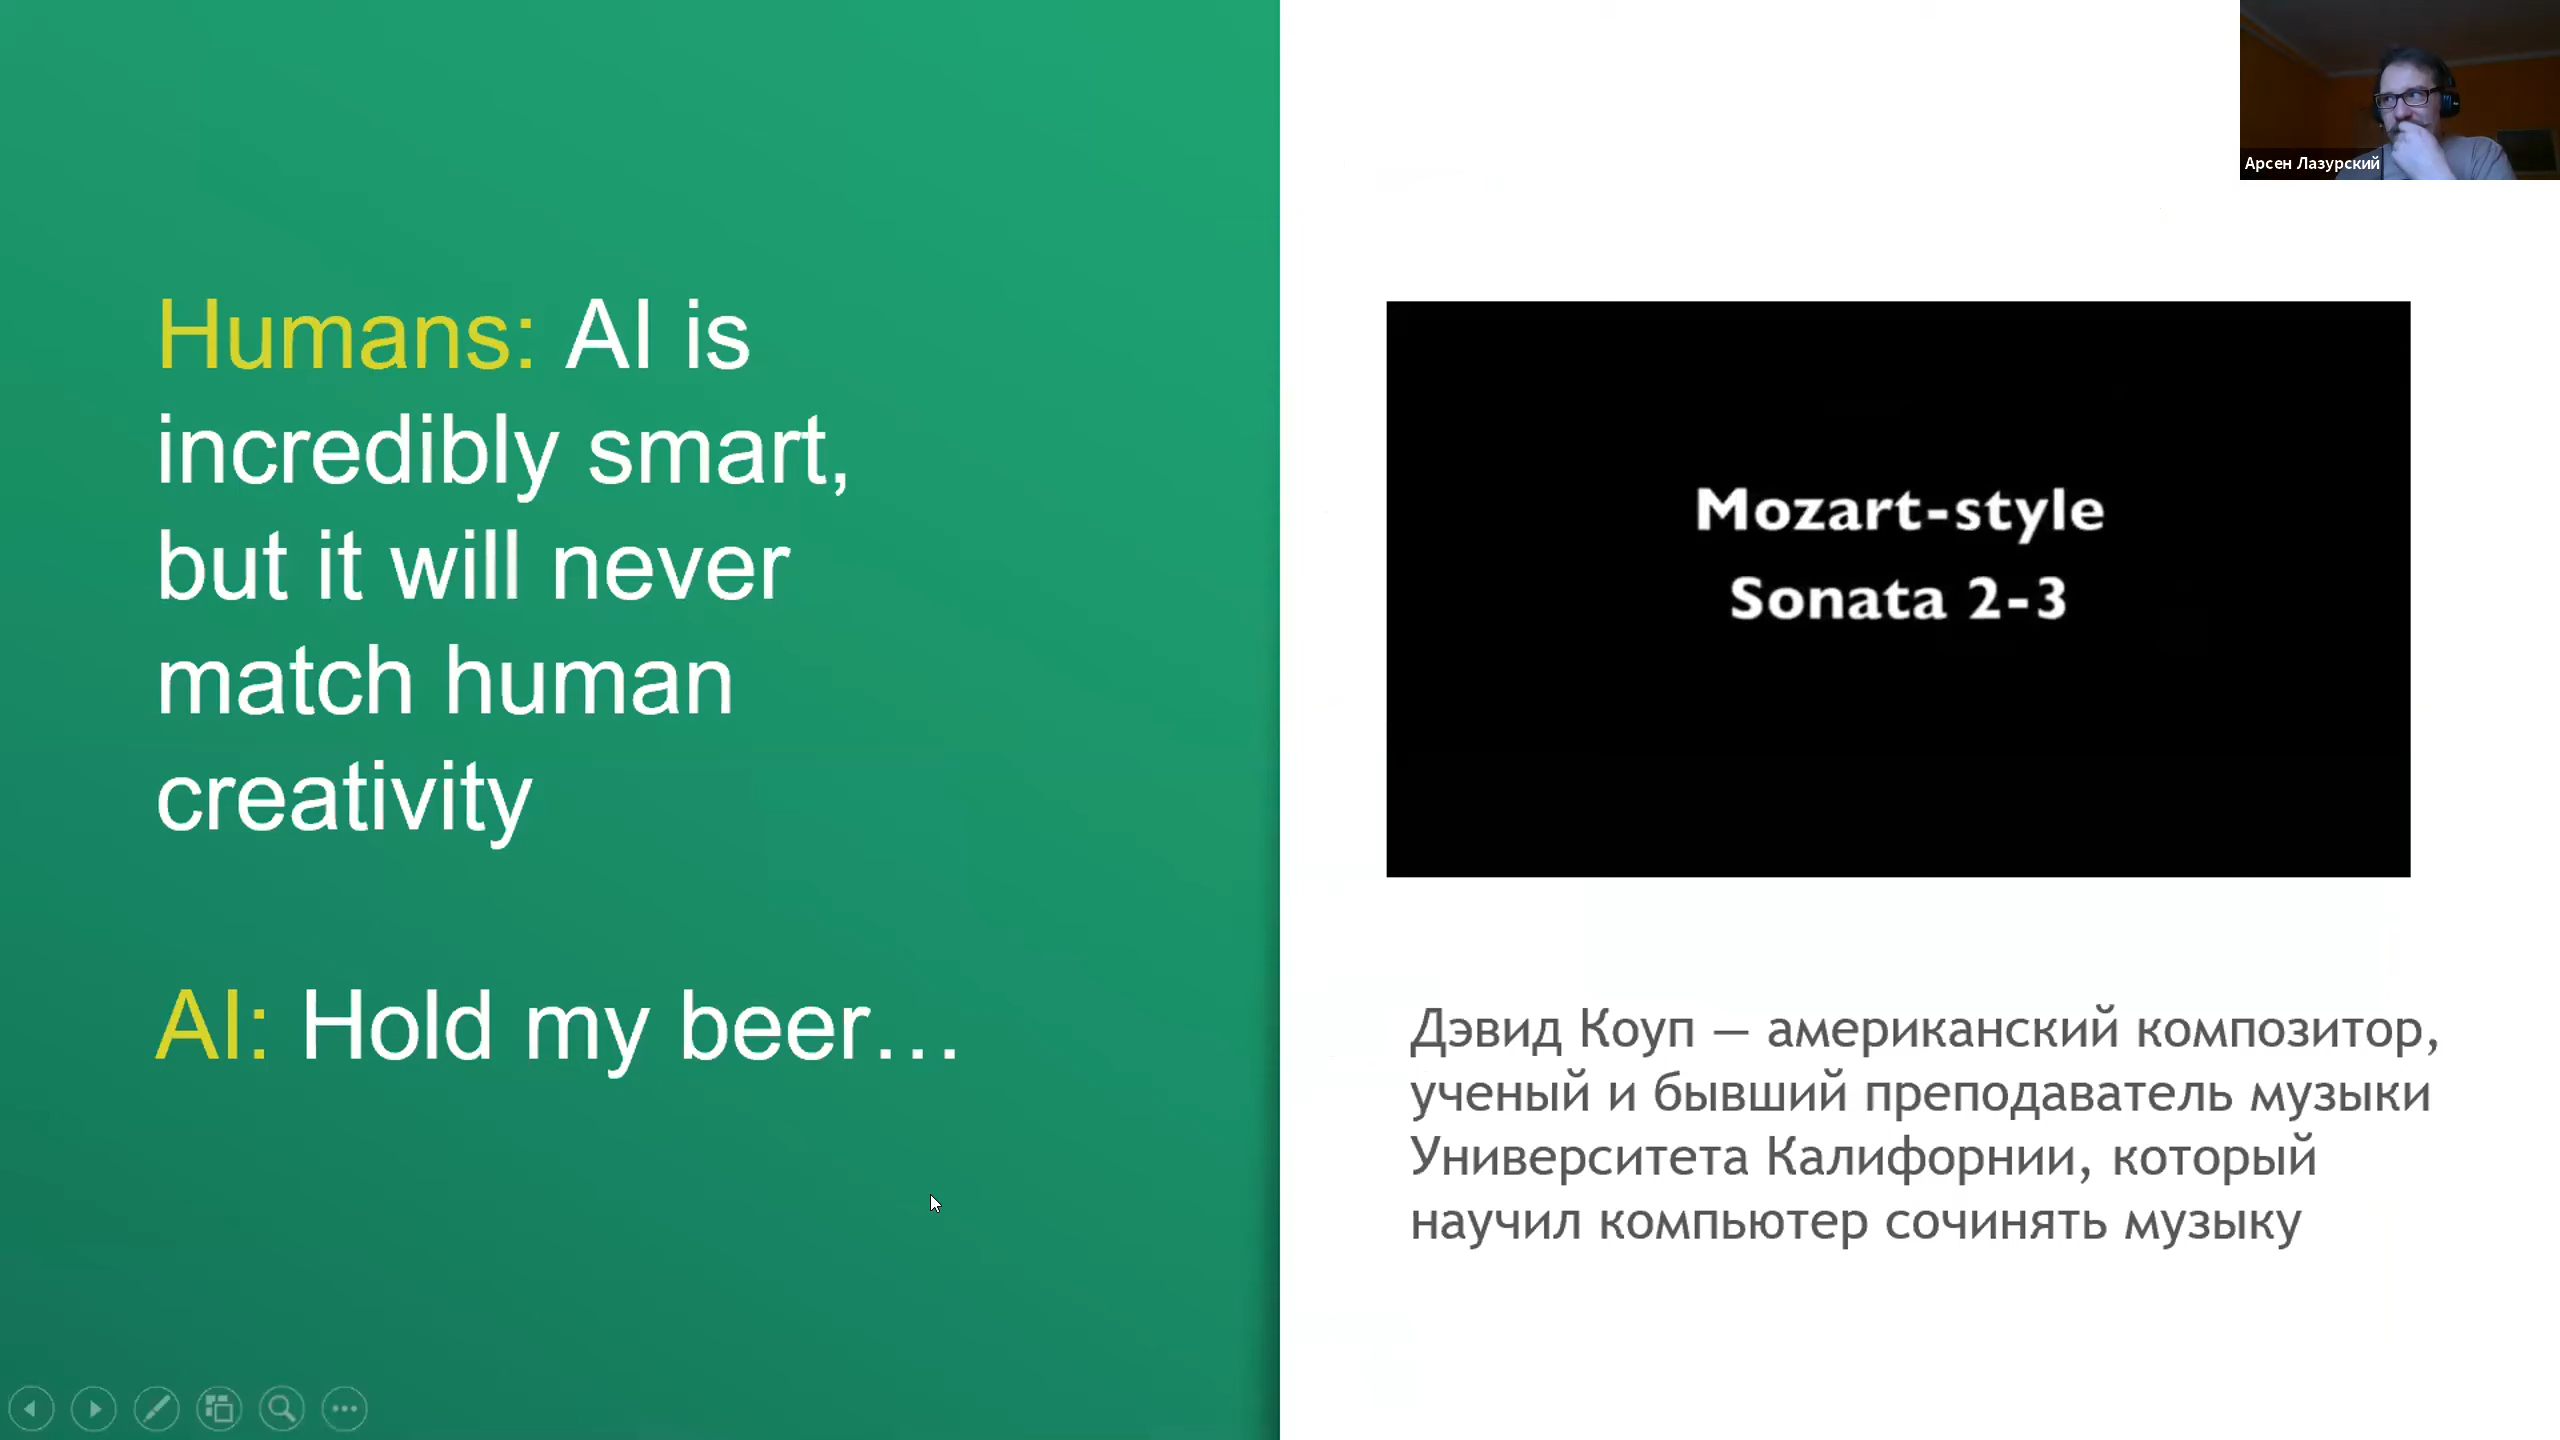 Humans: AI is
incredibly smart,
but it will never
match human
creativity
AI: Hold my beer…
Арсен Лазурский
Mozart-style
Sonata 2-3
Дэвид Коуп — американский композитор,
ученый и бывший преподаватель музыки
Университета Калифорнии, который
научил компьютер сочинять музыку